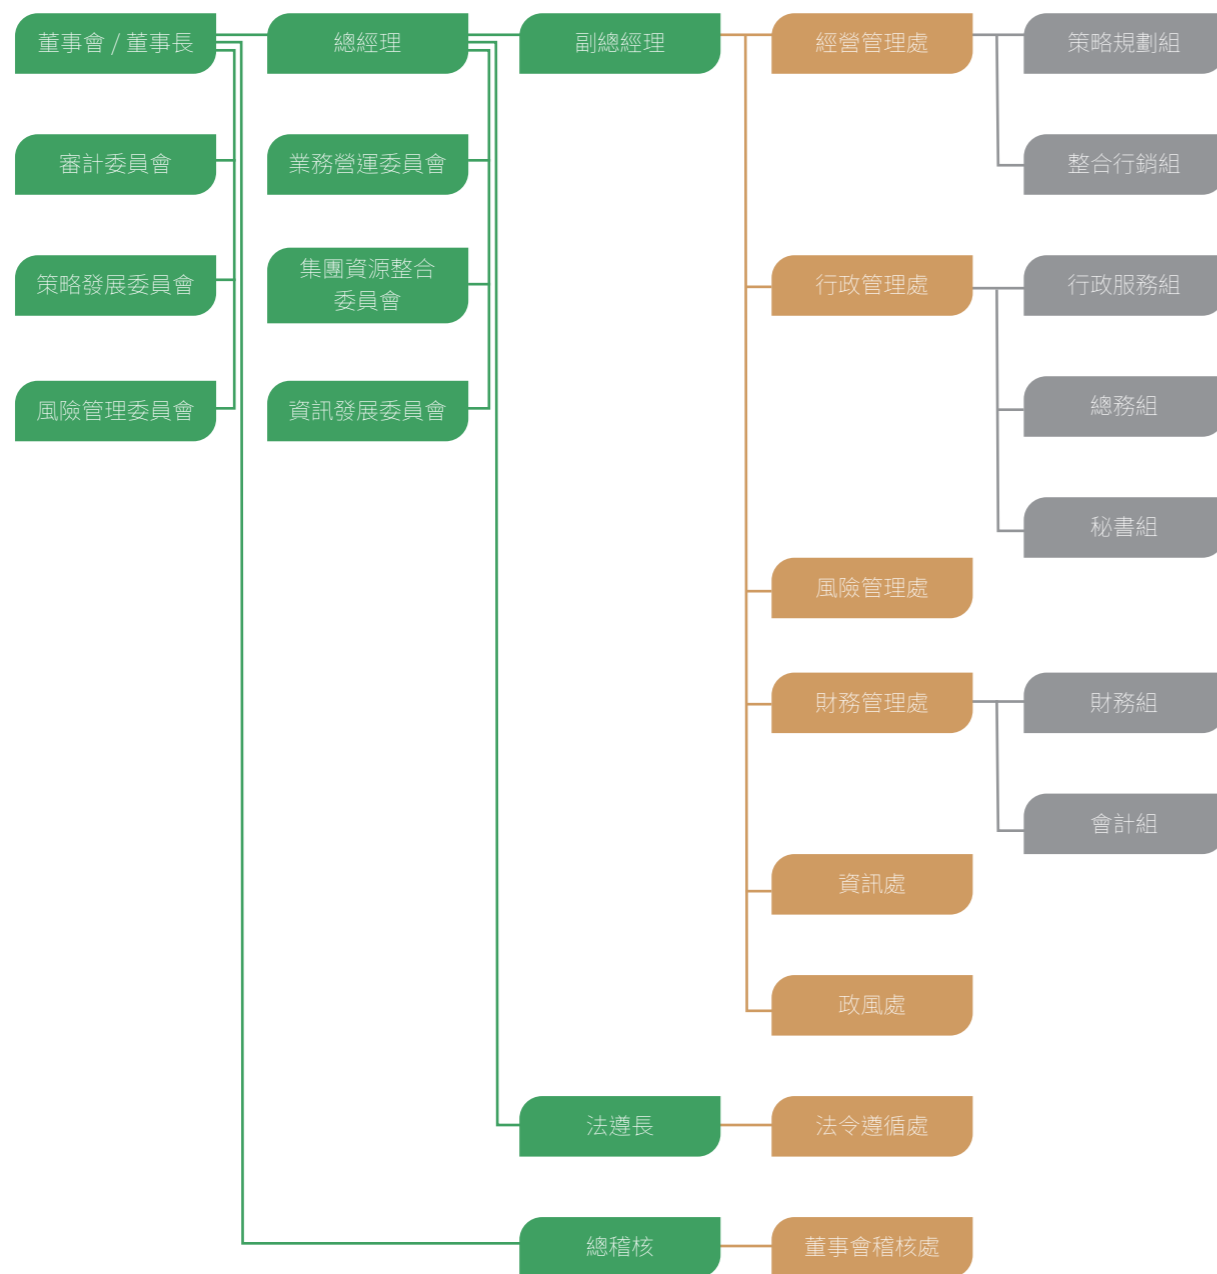 董事會 / 董事長
總經理
副總經理
經營管理處
策略規劃組
審計委員會
業務營運委員會
整合行銷組
策略發展委員會
集團資源整合
委員會
行政管理處
行政服務組
風險管理委員會
資訊發展委員會
總務組
秘書組
風險管理處
財務管理處
財務組
會計組
資訊處
政風處
法遵長
法令遵循處
總稽核
董事會稽核處